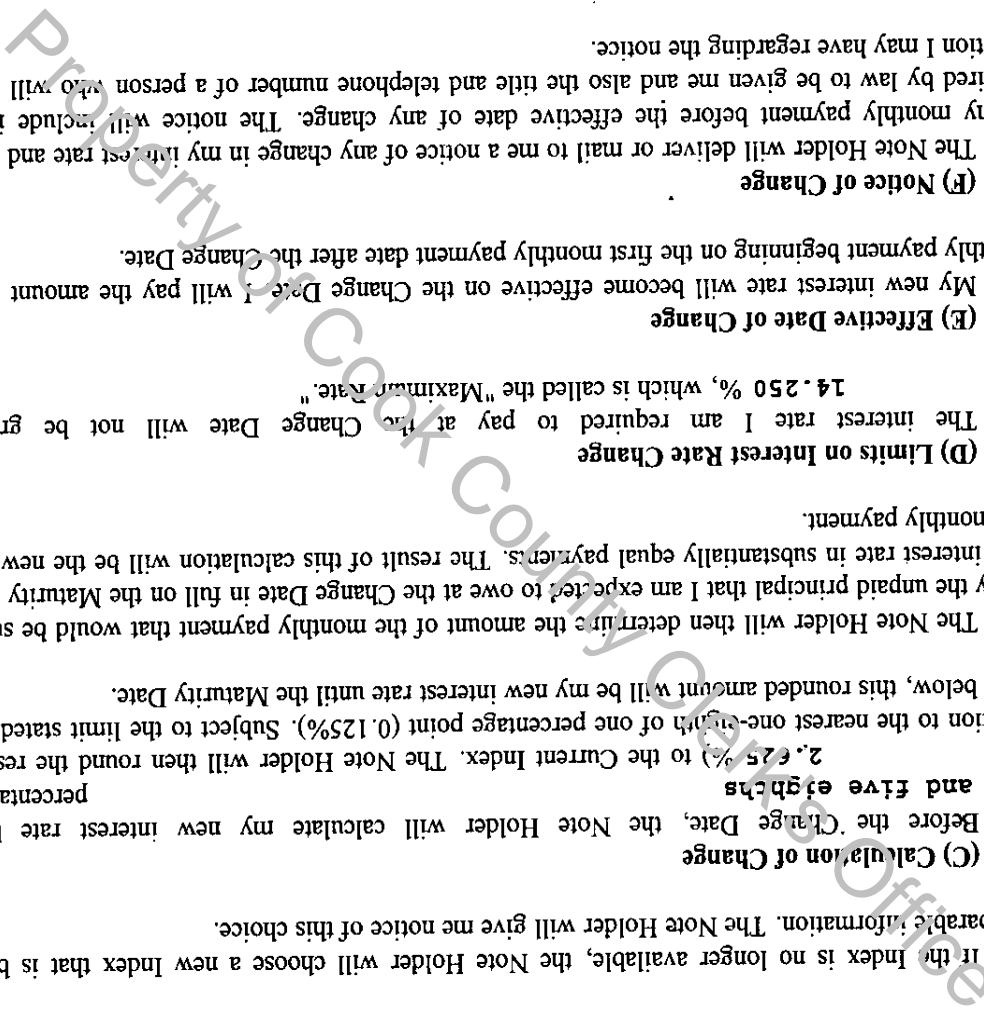 If the Index is no longer available, the Note Holder will choose a new Index that is b
parable information. The Note Holder will give me notice of this choice.
(C) Calculation of Change
Before the Change Date, the Note Holder will calculate my new interest rate
and five eighths percenta
2.625 %) to the Current Index. The Note Holder will then round the res
tion to the nearest one-eighth of one percentage point (0.125%). Subject to the limit stated
below, this rounded amount will be my new interest rate until the Maturity Date.
The Note Holder will then determine the amount of the monthly payment that would be su
y the unpaid principal that I am expected to owe at the Change Date in full on the Maturity
interest rate in substantially equal payments. The result of this calculation will be the new
monthly payment.
(D) Limits on Interest Rate Change
The interest rate I am required to pay at the Change Date will not be gr
14.250 %, which is called the "Maximum Rate."
(E) Effective Date of Change
My new interest rate will become effective on the Change Date. I will pay the amount
thly payment beginning on the first monthly payment date after the Change Date.
(F) Notice of Change
The Note Holder will deliver or mail to me a notice of any change in my interest rate and
ny monthly payment before the effective date of any change. The notice will include i
ired by law to be given me and also the title and telephone number of a person who will
tion I may have regarding the notice.
Property of Cook County Clerk's Office